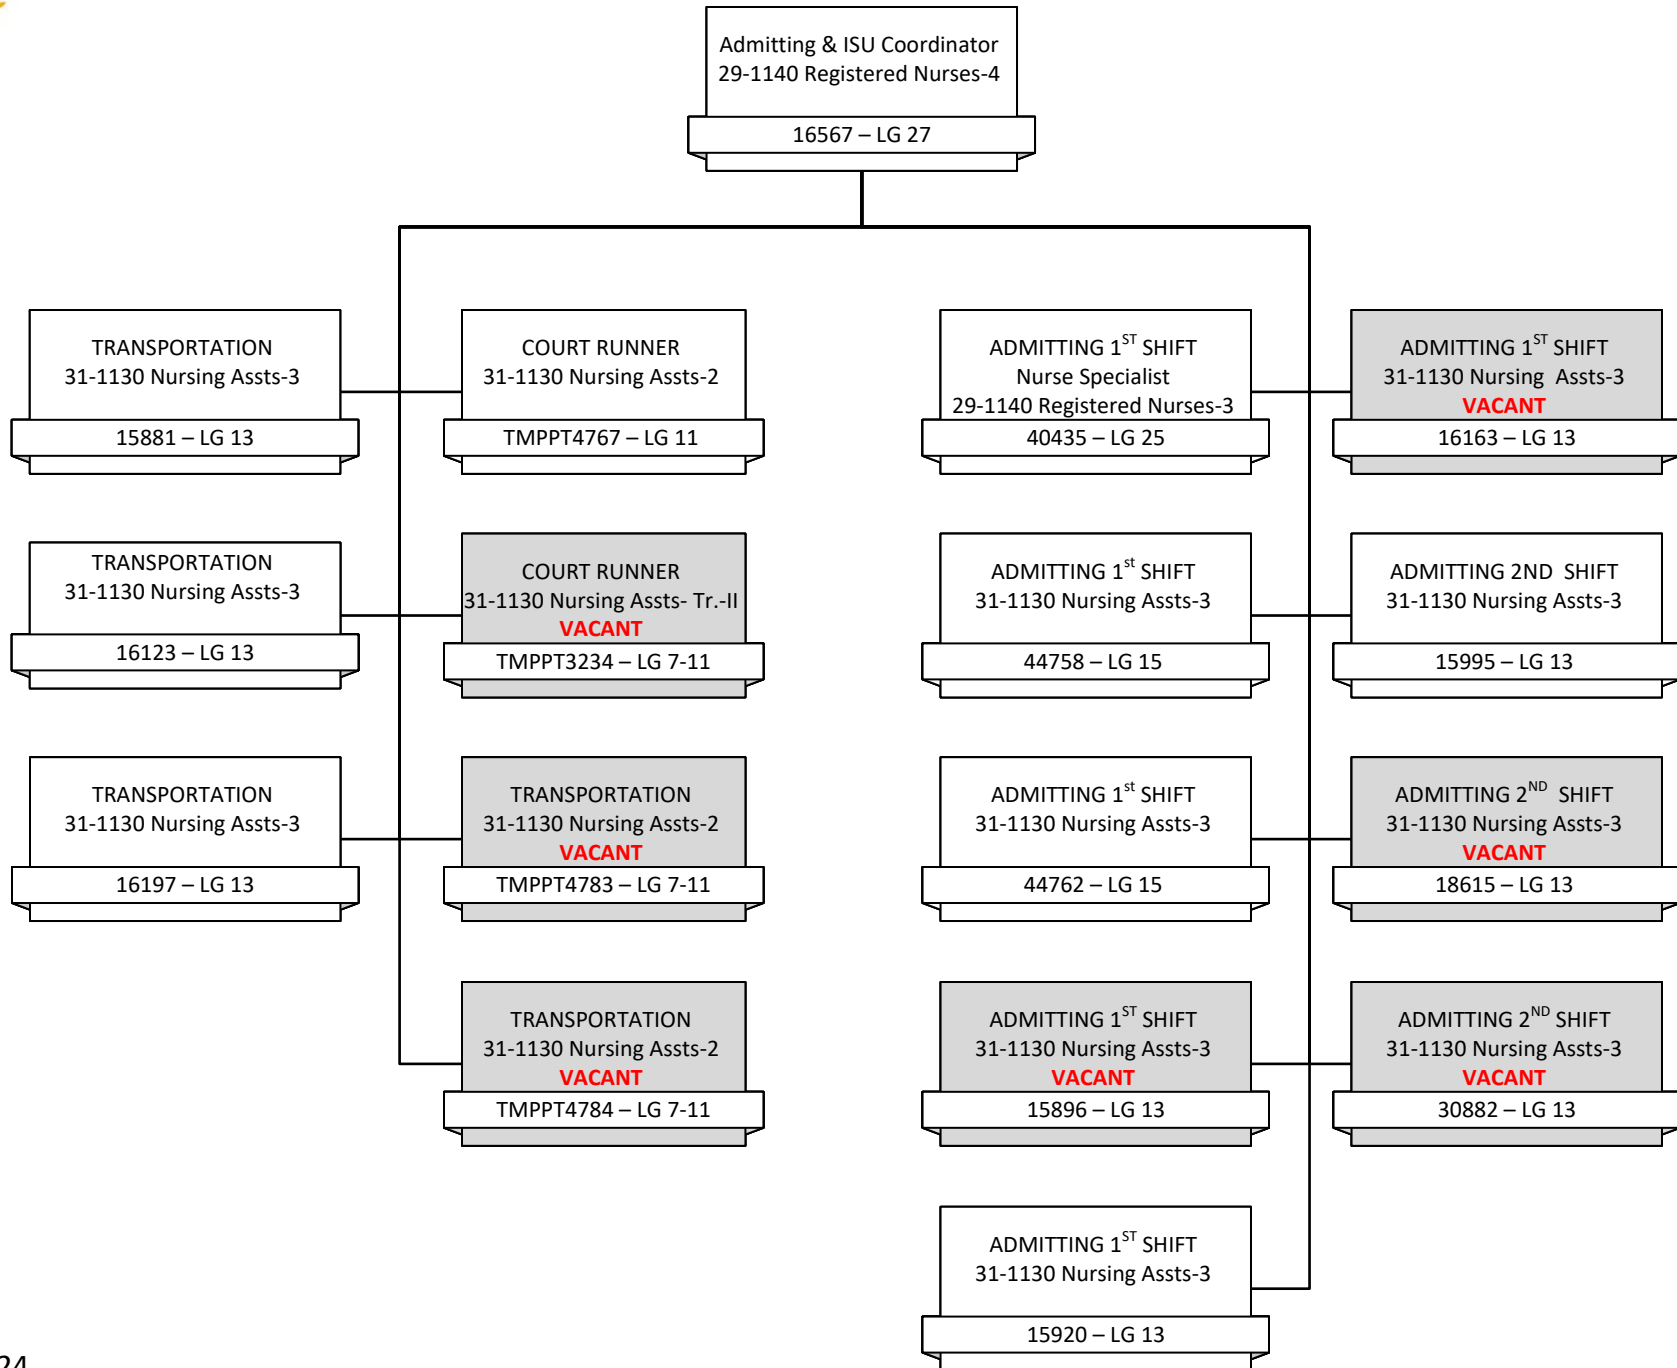 Admitting & ISU Coordinator
29-1140 Registered Nurses-4
16567 – LG 27
TRANSPORTATION
31-1130 Nursing Assts-3
15881 – LG 13
COURT RUNNER
31-1130 Nursing Assts-2
TMPPT4767 – LG 11
ADMITTING 1ST SHIFT
Nurse Specialist
29-1140 Registered Nurses-3
40435 – LG 25
ADMITTING 1ST SHIFT
31-1130 Nursing  Assts-3
VACANT
16163 – LG 13
TRANSPORTATION
31-1130 Nursing Assts-3
16123 – LG 13
COURT RUNNER
31-1130 Nursing Assts- Tr.-II
VACANT
TMPPT3234 – LG 7-11
ADMITTING 1st SHIFT
31-1130 Nursing Assts-3
44758 – LG 15
ADMITTING 2ND  SHIFT
31-1130 Nursing Assts-3
15995 – LG 13
TRANSPORTATION
31-1130 Nursing Assts-3
16197 – LG 13
TRANSPORTATION
31-1130 Nursing Assts-2
VACANT
TMPPT4783 – LG 7-11
ADMITTING 1st SHIFT
31-1130 Nursing Assts-3
44762 – LG 15
ADMITTING 2ND  SHIFT
31-1130 Nursing Assts-3
VACANT
18615 – LG 13
TRANSPORTATION
31-1130 Nursing Assts-2
VACANT
TMPPT4784 – LG 7-11
ADMITTING 1ST SHIFT
31-1130 Nursing Assts-3
VACANT
15896 – LG 13
ADMITTING 2ND SHIFT
31-1130 Nursing Assts-3
VACANT
30882 – LG 13
ADMITTING 1ST SHIFT
31-1130 Nursing Assts-3
15920 – LG 13
24